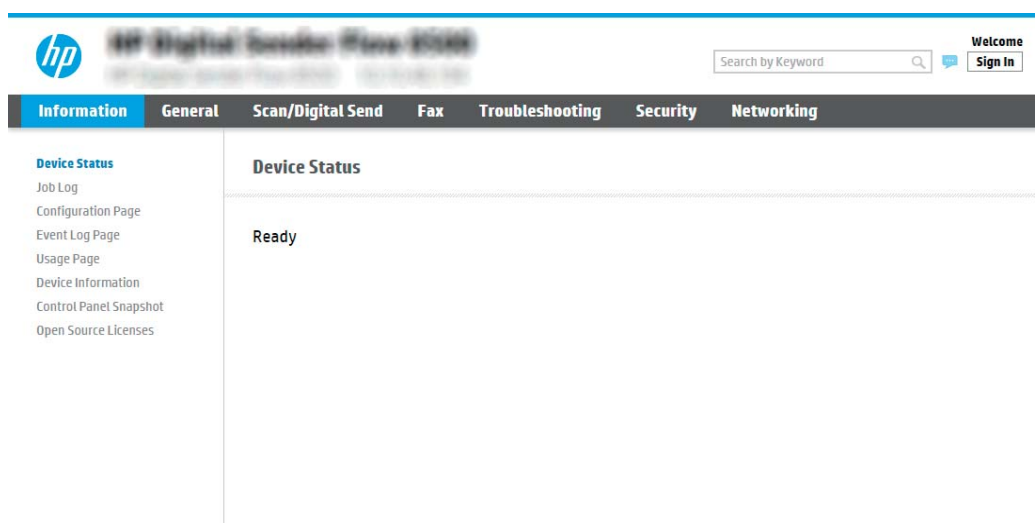 hp
Welcome
Search by Keyword
Sign In
Information General Scan/Digital Send Fax Troubleshooting Security Networking
Device Status
Job Log
Configuration Page
Event Log Page
Usage Page
Device Information
Control Panel Snapshot
Open Source Licenses
Device Status
Ready